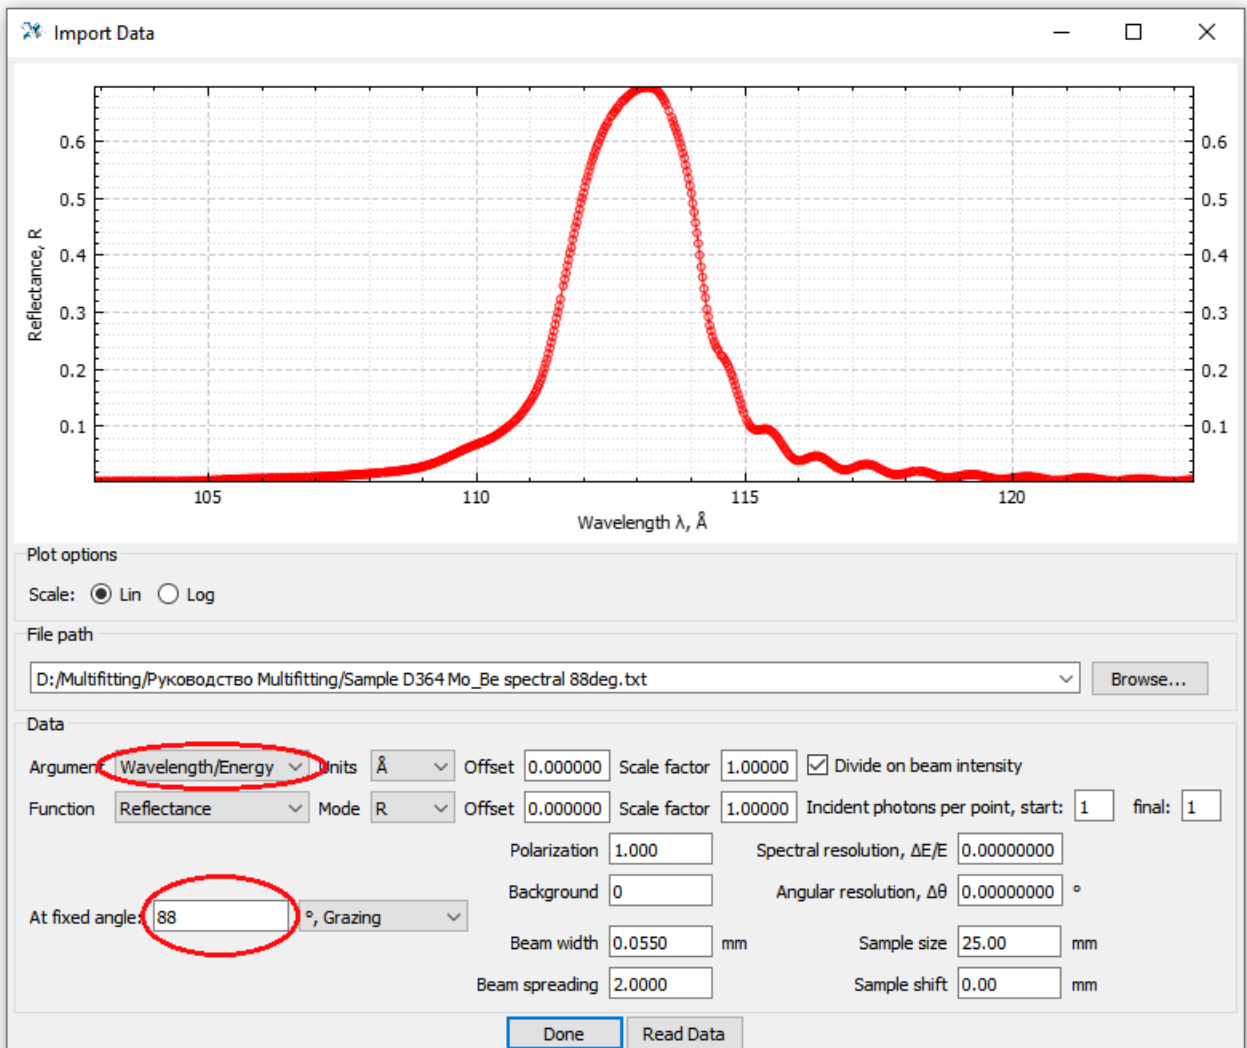 Import Data
0.6 0.6
0.5 0.5
0.4 0.4
0.3 0.3
0.2 0.2
0.1 0.1
Reflectance, R
105 110 115 120
Wavelength λ, Å
Plot options
Scale: Lin Log
File path
D:/Multifitting/Руководство Multifitting/Sample D364 Mo_Be spectral 88deg.txt Browse...
Data
Argument Wavelength/Energy Units Å Offset 0.000000 Scale factor 1.00000 Divide on beam intensity
Function Reflectance Mode R Offset 0.000000 Scale factor 1.00000 Incident photons per point, start: 1 final: 1
Polarization 1.000 Spectral resolution, ΔE/E 0.00000000
Background 0 Angular resolution, Δθ 0.00000000 °
At fixed angle: 88 °, Grazing
Beam width 0.0550 mm Sample size 25.00 mm
Beam spreading 2.0000 Sample shift 0.00 mm
Done Read Data